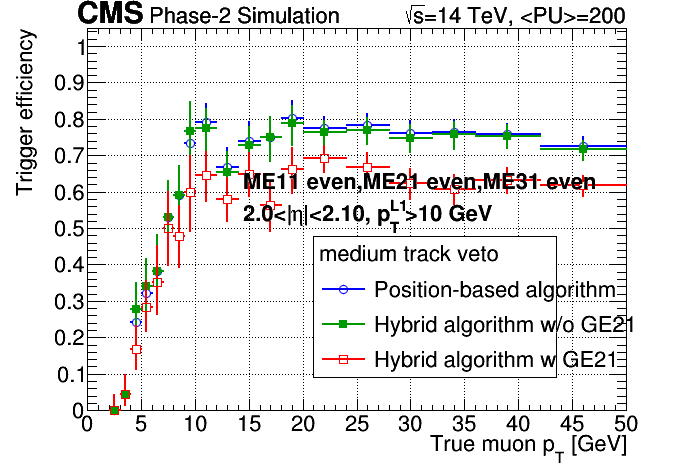 CMS Phase-2 Simulation √s=14 TeV, <PU>=200
Trigger efficiency
1
0.9
0.8
0.7
0.6
0.5
0.4
0.3
0.2
0.1
0
ME11 even,ME21 even,ME31 even
2.0<|η|<2.10, p_T^L1>10 GeV
medium track veto
Position-based algorithm
Hybrid algorithm w/o GE21
Hybrid algorithm w GE21
0 5 10 15 20 25 30 35 40 45 50
True muon p_T [GeV]